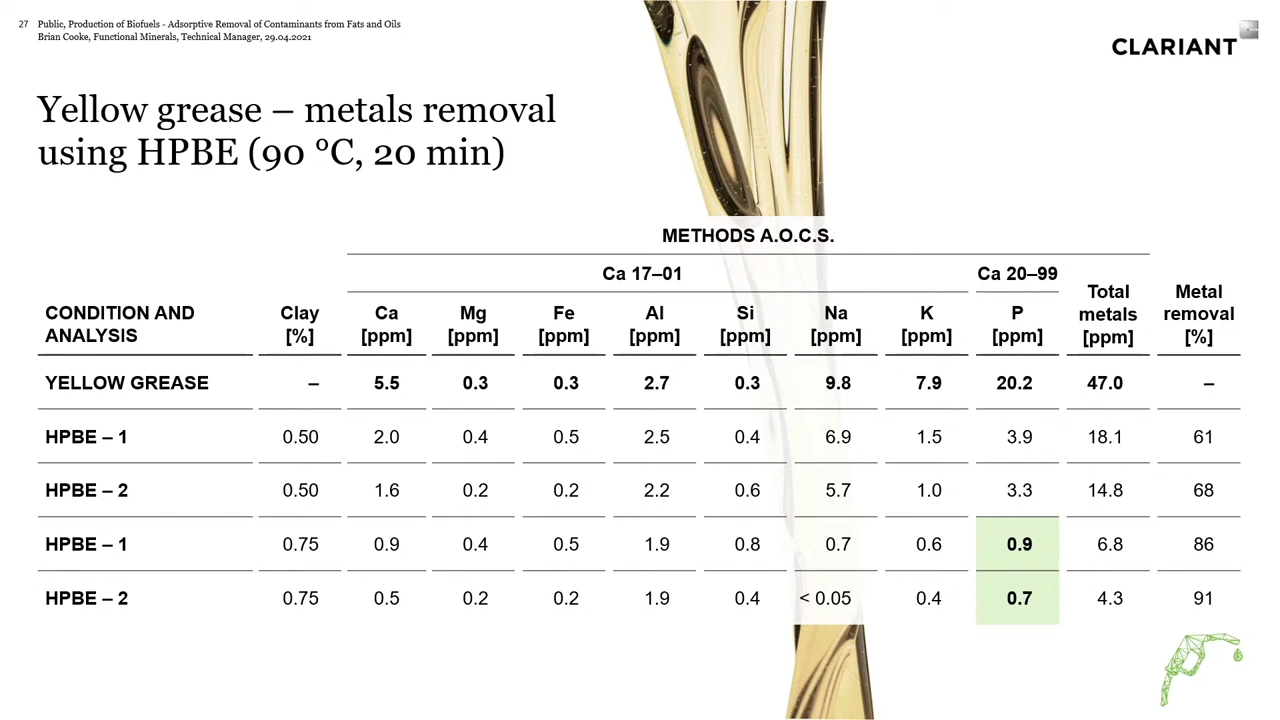 27 Public, Production of Biofuels - Adsorptive Removal of Contaminants from Fats and Oils
Brian Cooke, Functional Minerals, Technical Manager, 29.04.2021
CLARIANT
Yellow grease – metals removal
using HPBE (90 °C, 20 min)
METHODS A.O.C.S.
Ca 17–01 Ca 20–99
CONDITION AND ANALYSIS Clay [%] Ca [ppm] Mg [ppm] Fe [ppm] Al [ppm] Si [ppm] Na [ppm] K [ppm] P [ppm] Total metals [ppm] Metal removal [%]
YELLOW GREASE – 5.5 0.3 0.3 2.7 0.3 9.8 7.9 20.2 47.0 –
HPBE – 1 0.50 2.0 0.4 0.5 2.5 0.4 6.9 1.5 3.9 18.1 61
HPBE – 2 0.50 1.6 0.2 0.2 2.2 0.6 5.7 1.0 3.3 14.8 68
HPBE – 1 0.75 0.9 0.4 0.5 1.9 0.8 0.7 0.6 0.9 6.8 86
HPBE – 2 0.75 0.5 0.2 0.2 1.9 0.4 < 0.05 0.4 0.7 4.3 91